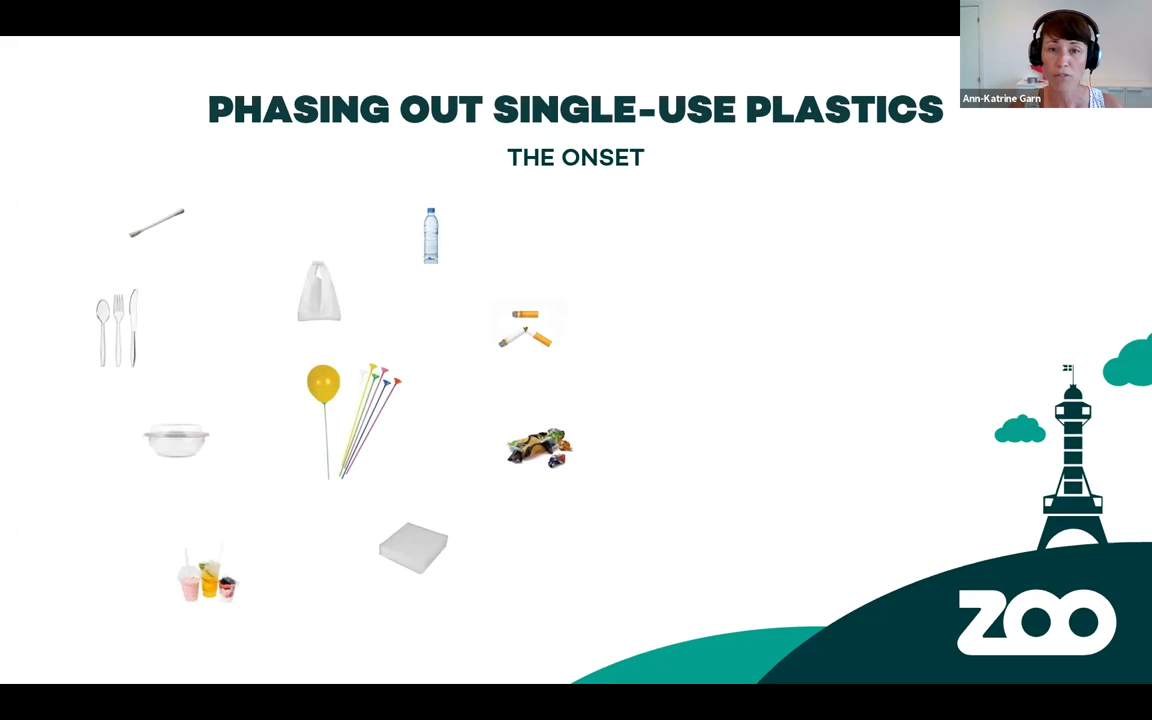 Ann-Katrine Garn
PHASING OUT SINGLE-USE PLASTICS
THE ONSET
ZOO